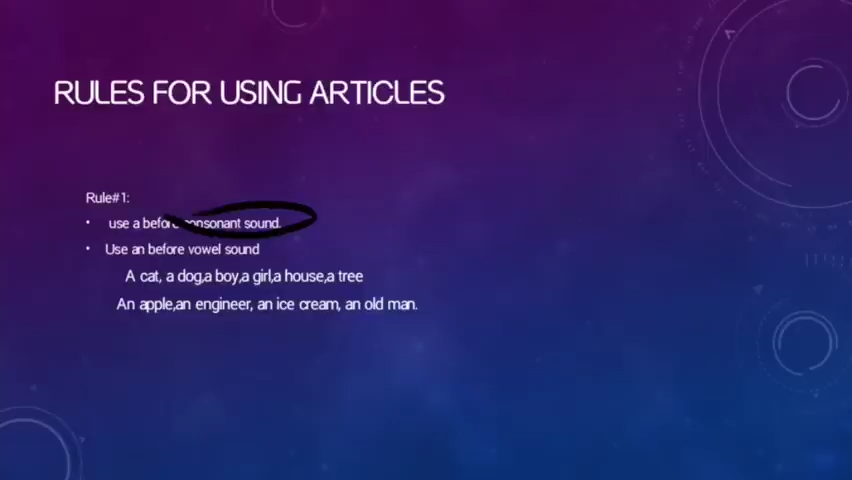 RULES FOR USING ARTICLES
Rule#1:
• use a before consonant sound.
• Use an before vowel sound
A cat, a dog,a boy,a girl,a house,a tree
An apple,an engineer, an ice cream, an old man.